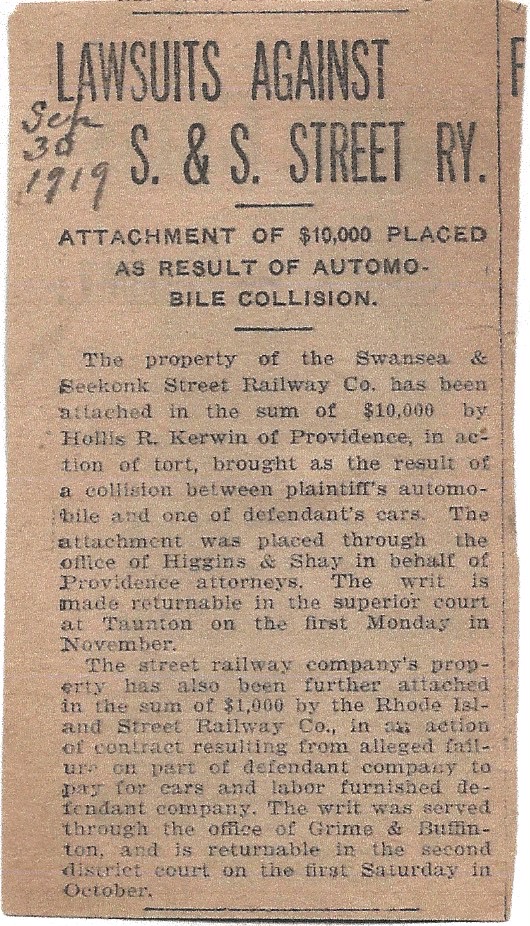 LAWSUITS AGAINST
S. & S. STREET RY.
Sep
30
1919
ATTACHMENT OF $10,000 PLACED
AS RESULT OF AUTOMO-
BILE COLLISION.
The property of the Swansea &
Seekonk Street Railway Co. has been
attached in the sum of $10,000 by
Hollis R. Kerwin of Providence, in ac-
tion of tort, brought as the result of
a collision between plaintiff's automo-
bile and one of defendant's cars. The
attachment was placed through the
office of Higgins & Shay in behalf of
Providence attorneys. The writ is
made returnable in the superior court
at Taunton on the first Monday in
November.
The street railway company's prop-
erty has also been further attached
in the sum of $1,000 by the Rhode Isl-
and Street Railway Co., in an action
of contract resulting from alleged fail-
ure on part of defendant company to
pay for cars and labor furnished de-
fendant company. The writ was served
through the office of Grime & Buffin-
ton, and is returnable in the second
district court on the first Saturday in
October.